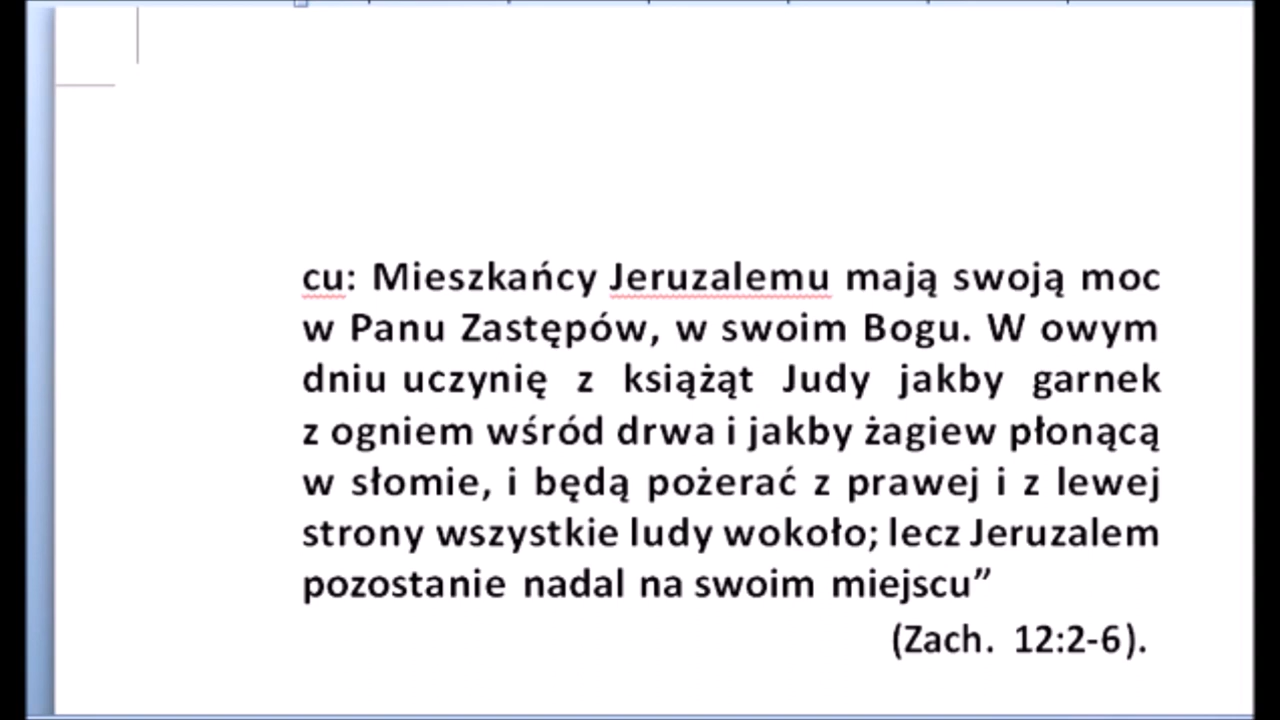 cu: Mieszkańcy Jeruzalemu mają swoją moc
w Panu Zastępów, w swoim Bogu. W owym
dniu uczynię z książąt Judy jakby garnek
z ogniem wśród drwa i jakby żagiew płonącą
w słomie, i będą pożerać z prawej i z lewej
strony wszystkie ludy wokoło; lecz Jeruzalem
pozostanie nadal na swoim miejscu”
(Zach. 12:2-6).